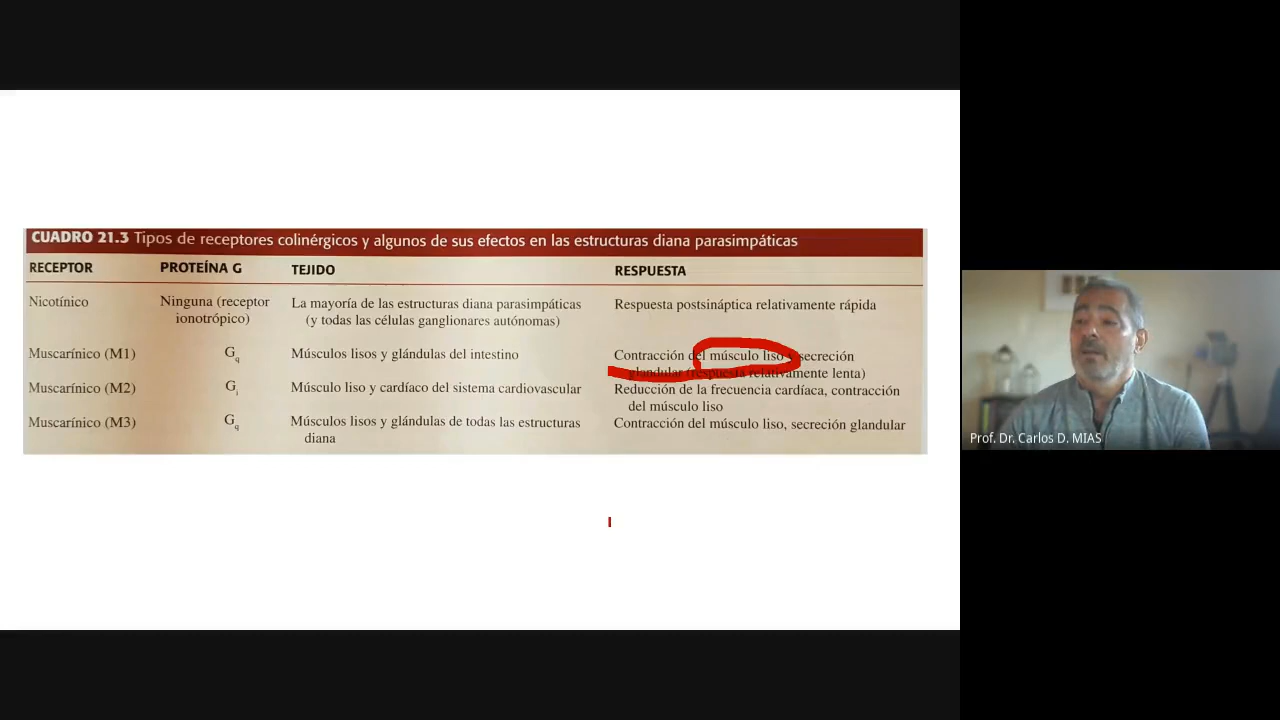 CUADRO 21.3 Tipos de receptores colinérgicos y algunos de sus efectos en las estructuras diana parasimpáticas
RECEPTOR PROTEÍNA G TEJIDO RESPUESTA
Nicotínico Ninguna (receptor La mayoría de las estructuras diana parasimpáticas Respuesta postsináptica relativamente rápida
ionotrópico) (y todas las células ganglionares autónomas)
Muscarínico (M1) Gq Músculos lisos y glándulas del intestino Contracción del músculo liso y secreción
glandular (respuesta relativamente lenta)
Muscarínico (M2) Gi Músculo liso y cardíaco del sistema cardiovascular Reducción de la frecuencia cardíaca, contracción
del músculo liso
Muscarínico (M3) Gq Músculos lisos y glándulas de todas las estructuras Contracción del músculo liso, secreción glandular
diana
Prof. Dr. Carlos D. MIAS